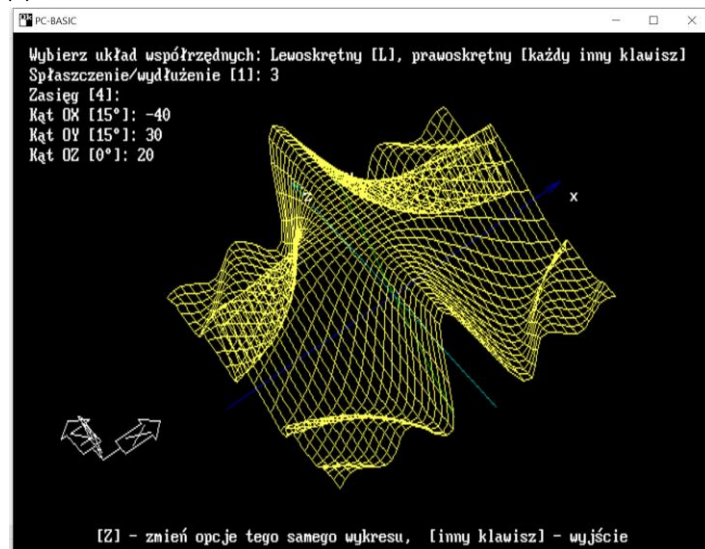 PC-BASIC
Wybierz układ współrzędnych: Lewoskrętny [L], prawoskrętny [każdy inny klawisz]
Spłaszczenie/wydłużenie [1]: 3
Zasięg [4]:
Kąt OX [15°]: -40
Kąt OY [15°]: 30
Kąt OZ [0°]: 20
Z
X
[Z] - zmień opcje tego samego wykresu, [inny klawisz] - wyjście